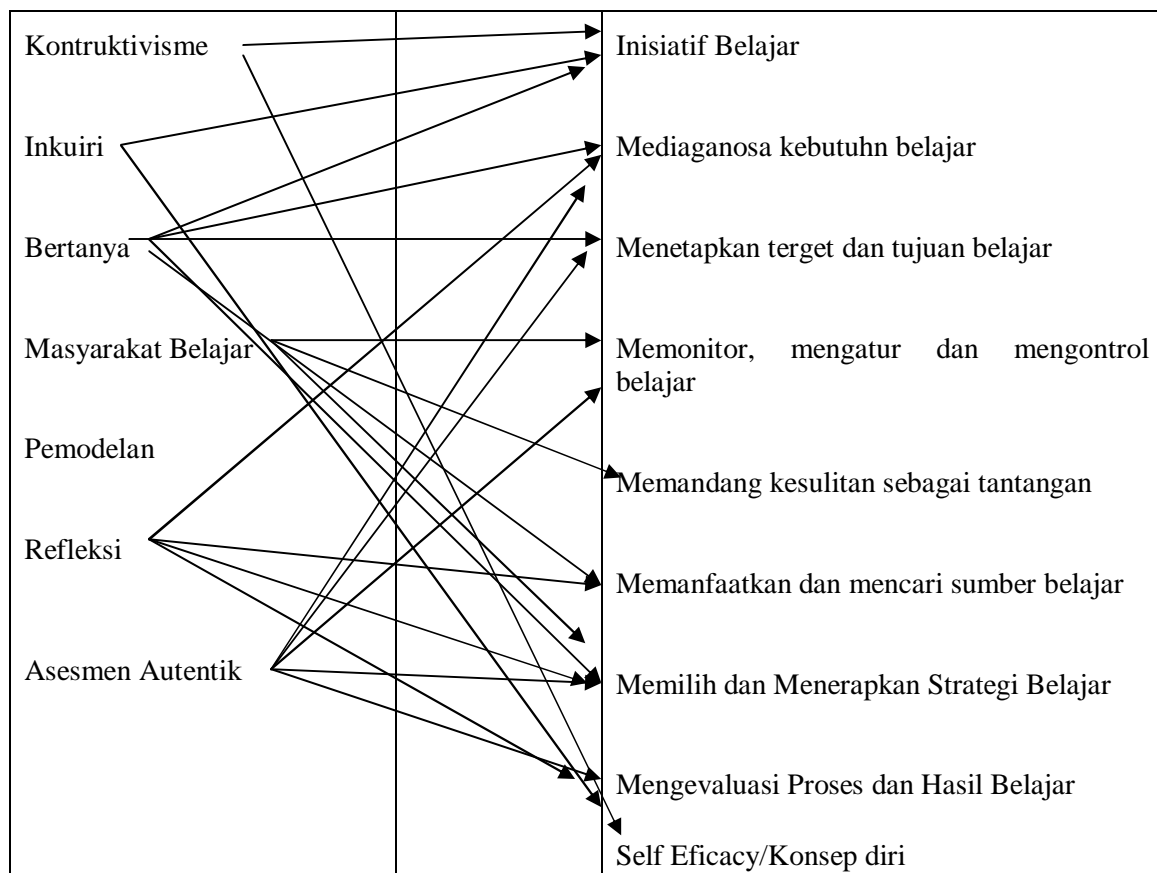 Kontruktivisme
Inkuiri
Bertanya
Masyarakat Belajar
Pemodelan
Refleksi
Asesmen Autentik
Inisiatif Belajar
Mediaganosa kebutuhn belajar
Menetapkan terget dan tujuan belajar
Memonitor, mengatur dan mengontrol
belajar
Memandang kesulitan sebagai tantangan
Memanfaatkan dan mencari sumber belajar
Memilih dan Menerapkan Strategi Belajar
Mengevaluasi Proses dan Hasil Belajar
Self Eficacy/Konsep diri